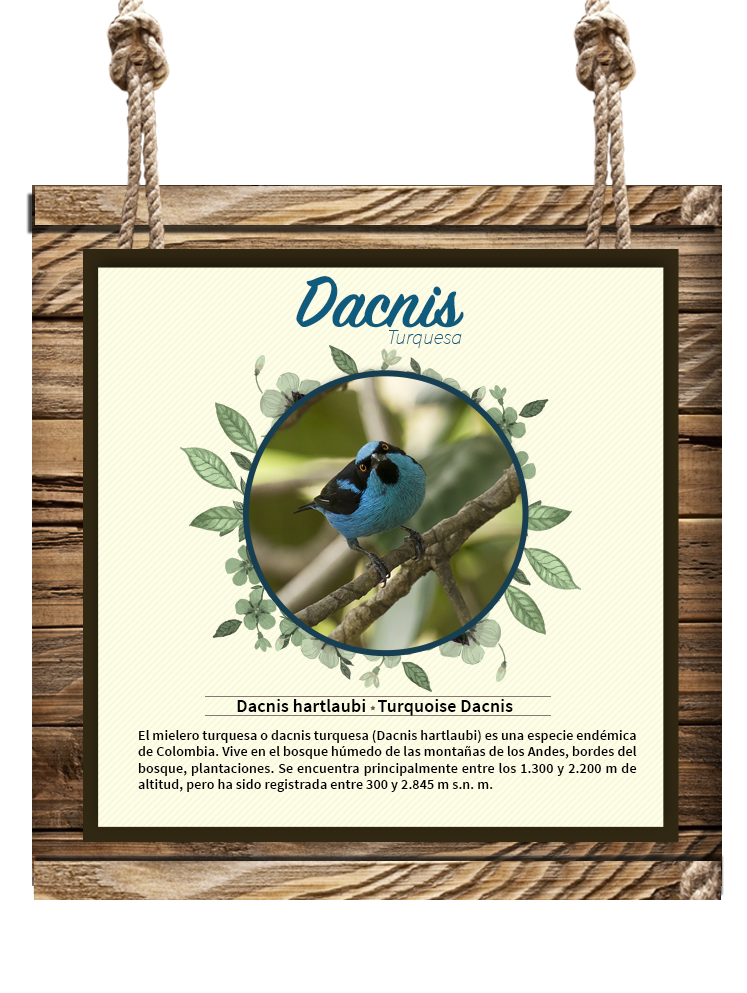 Dacnis
Turquesa
Dacnis hartlaubi ⋆ Turquoise Dacnis
El mielero turquesa o dacnis turquesa (Dacnis hartlaubi) es una especie endémica
de Colombia. Vive en el bosque húmedo de las montañas de los Andes, bordes del
bosque, plantaciones. Se encuentra principalmente entre los 1.300 y 2.200 m de
altitud, pero ha sido registrada entre 300 y 2.845 m s.n. m.